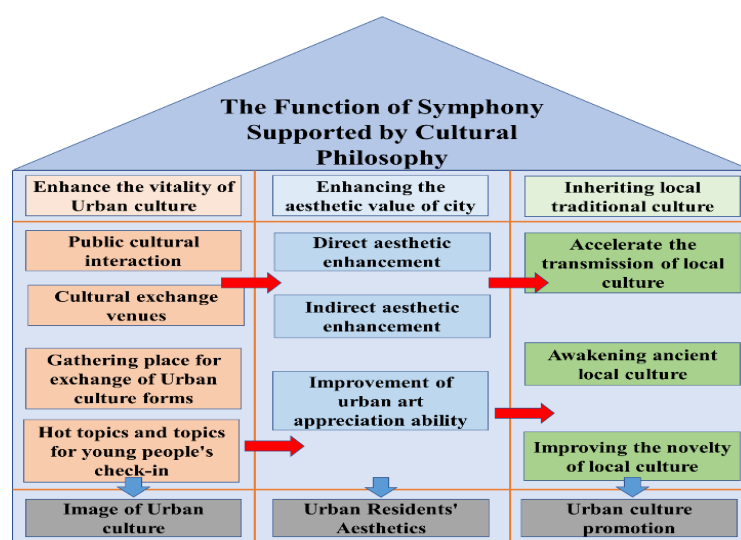 The Function of Symphony
Supported by Cultural
Philosophy
Enhance the vitality of
Urban culture
Enhancing the
aesthetic value of city
Inheriting local
traditional culture
Public cultural
interaction
Cultural exchange
venues
Gathering place for
exchange of Urban
culture forms
Hot topics and topics
for young people's
check-in
Direct aesthetic
enhancement
Indirect aesthetic
enhancement
Improvement of
urban art
appreciation ability
Accelerate the
transmission of local
culture
Awakening ancient
local culture
Improving the novelty
of local culture
Image of Urban
culture
Urban Residents'
Aesthetics
Urban culture
promotion